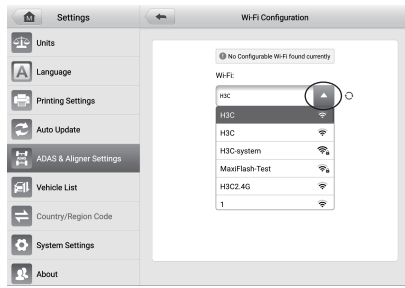 Settings
Wi-Fi Configuration
Units
Language
Printing Settings
Auto Update
ADAS & Aligner Settings
Vehicle List
Country/Region Code
System Settings
About
No Configurable Wi-Fi found currently
Wi-Fi:
H3C
H3C
H3C
H3C-system
MaxiFlash-Test
H3C2.4G
1